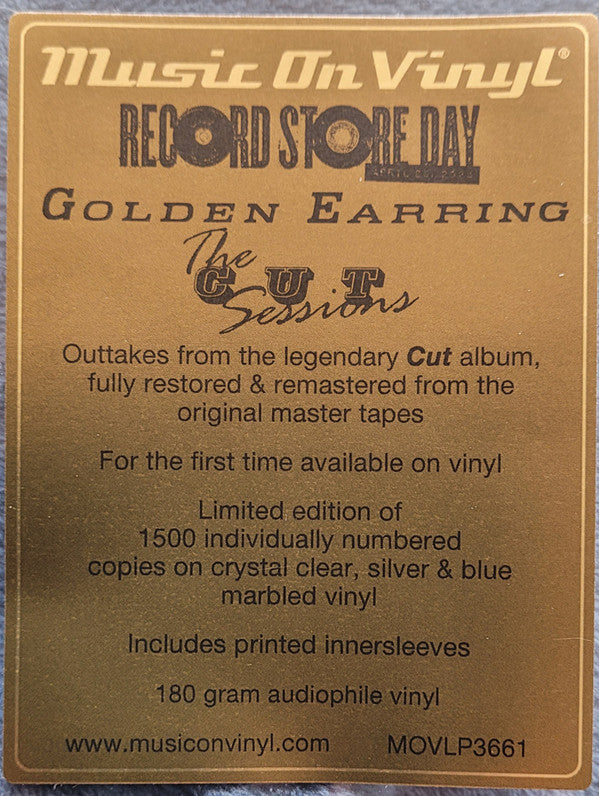 Music On Vinyl®
RECORD STORE DAY
APRIL 20, 2024
GOLDEN EARRING
The
CUT
Sessions
Outtakes from the legendary Cut album,
fully restored & remastered from the
original master tapes
For the first time available on vinyl
Limited edition of
1500 individually numbered
copies on crystal clear, silver & blue
marbled vinyl
Includes printed innersleeves
180 gram audiophile vinyl
www.musiconvinyl.com MOVLP3661